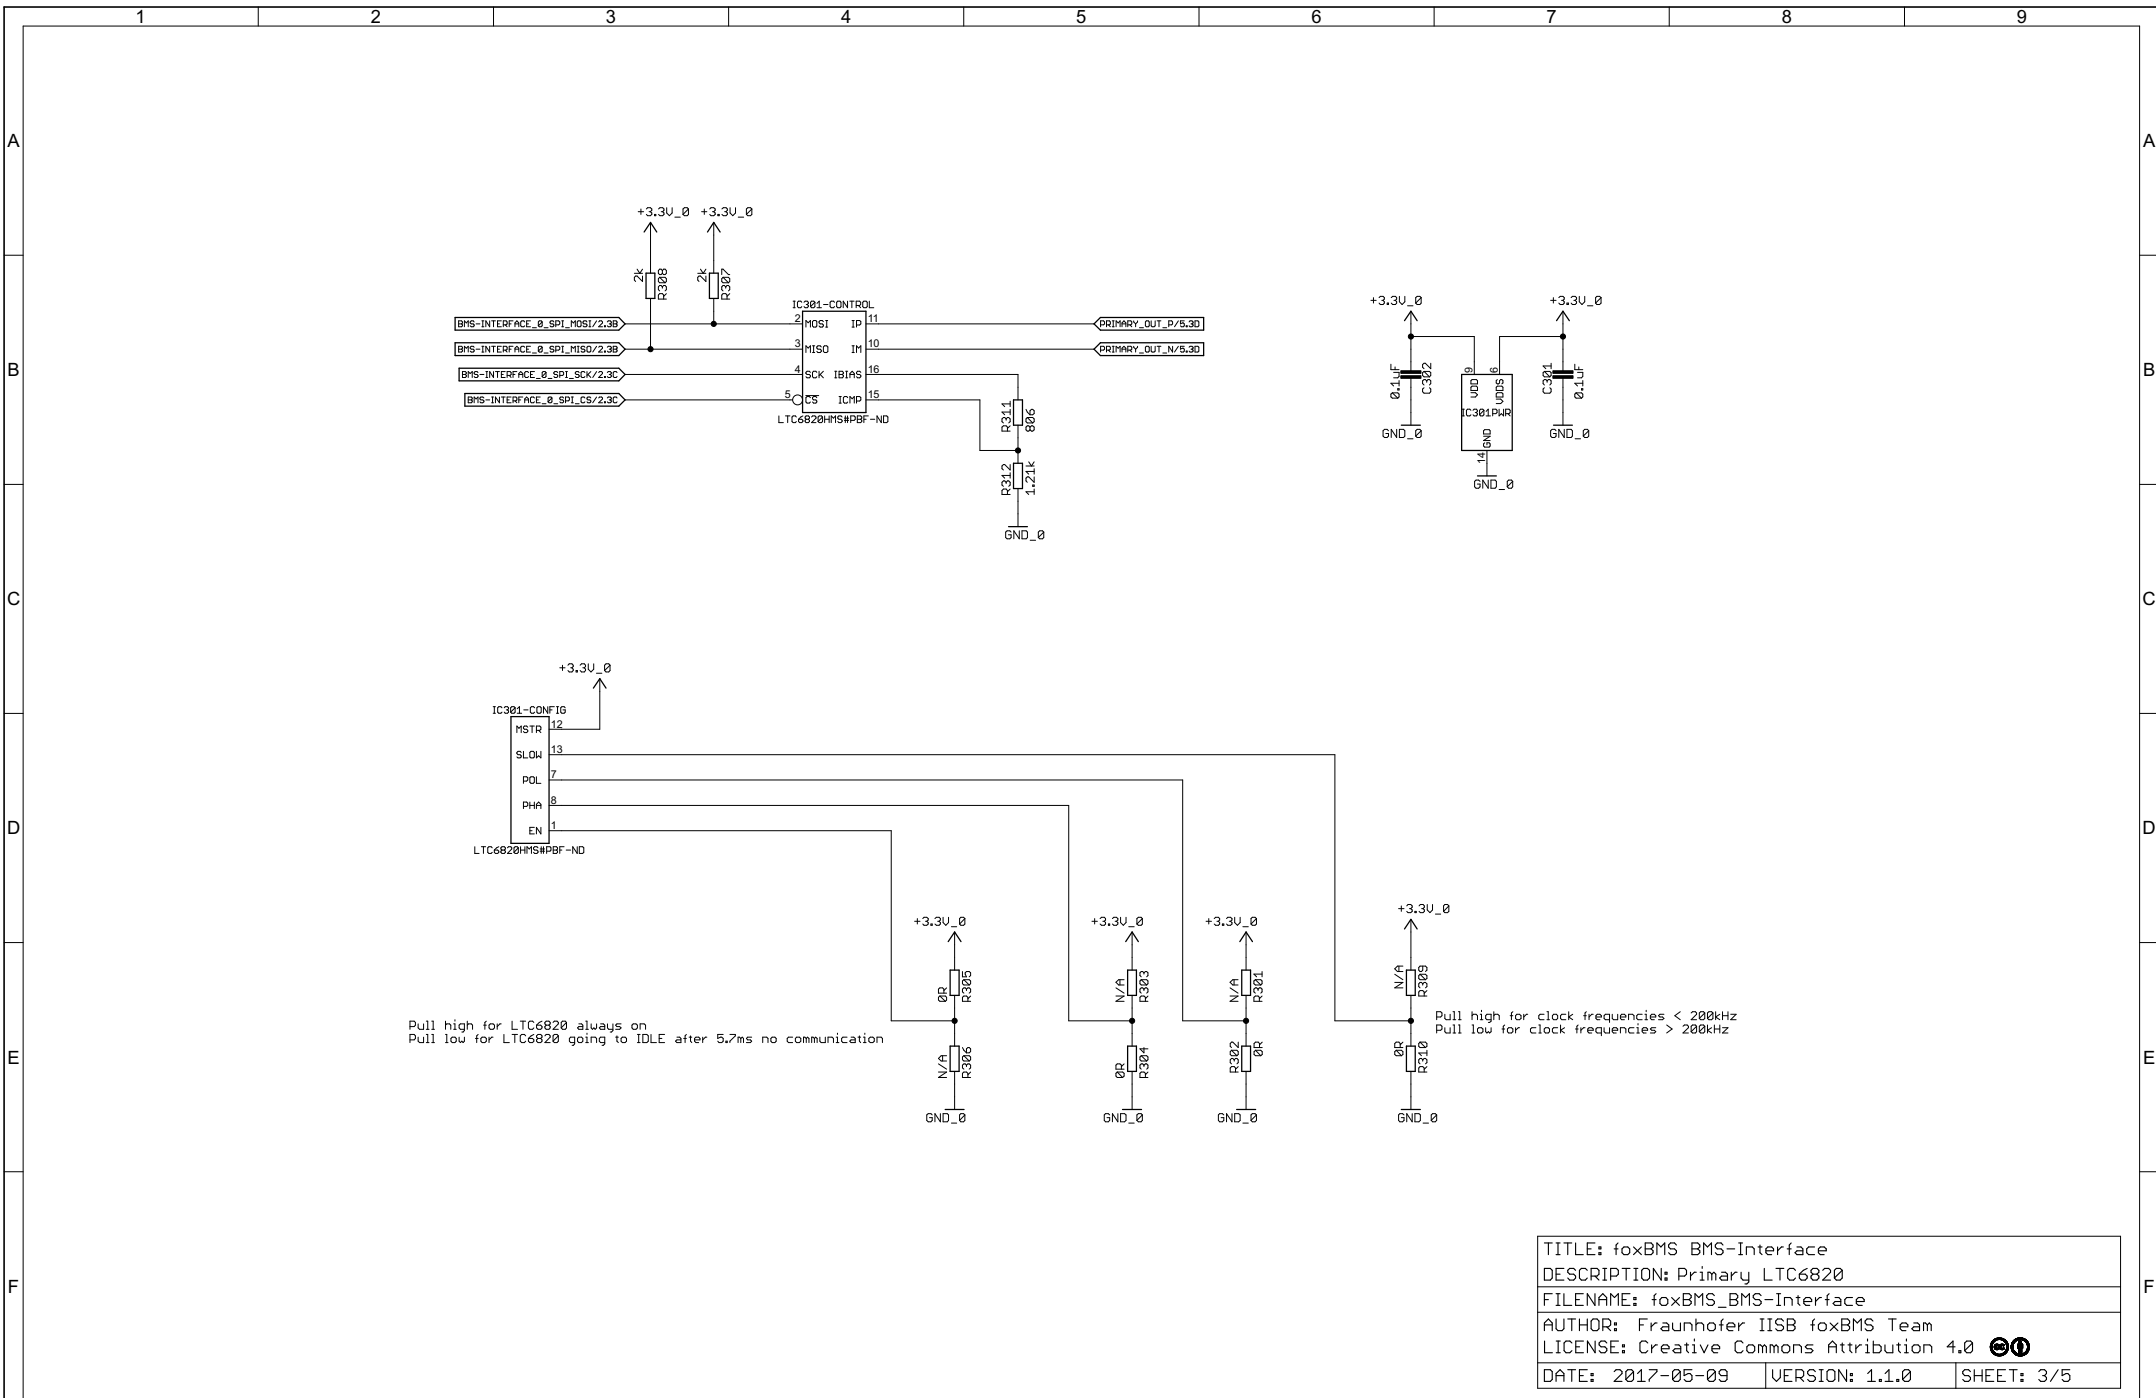 1 2 3 4 5 6 7 8 9
A A
+3.3V_0 +3.3V_0
2k R308 2k R307
IC301-CONTROL
BMS-INTERFACE_0_SPI_MOSI/2.3B 2 MOSI IP 11 PRIMARY_OUT_P/5.3D
BMS-INTERFACE_0_SPI_MISO/2.3B 3 MISO IM 10 PRIMARY_OUT_N/5.3D
BMS-INTERFACE_0_SPI_SCK/2.3C 4 SCK IBIAS 16
BMS-INTERFACE_0_SPI_CS/2.3C 5 CS ICMP 15
LTC6820HMS#PBF-ND
R311 806
R312 1.21k
GND_0
+3.3V_0 +3.3V_0
B B
0.1uF C302 9 VDD 6 VDDS C301 0.1uF
IC301PWR
GND_0 GND GND_0
14
GND_0
C C
+3.3V_0
IC301-CONFIG
MSTR 12
SLOW 13
POL 7
PHA 8
EN 1
LTC6820HMS#PBF-ND
D D
+3.3V_0 +3.3V_0 +3.3V_0 +3.3V_0
0R R305 N/A R303 N/A R301 N/A R309
Pull high for LTC6820 always on
Pull low for LTC6820 going to IDLE after 5.7ms no communication
Pull high for clock frequencies < 200kHz
Pull low for clock frequencies > 200kHz
N/A R306 0R R304 R302 0R 0R R310
E E
GND_0 GND_0 GND_0 GND_0
F F
TITLE: foxBMS BMS-Interface
DESCRIPTION: Primary LTC6820
FILENAME: foxBMS_BMS-Interface
AUTHOR: Fraunhofer IISB foxBMS Team
LICENSE: Creative Commons Attribution 4.0 cc
DATE: 2017-05-09 VERSION: 1.1.0 SHEET: 3/5